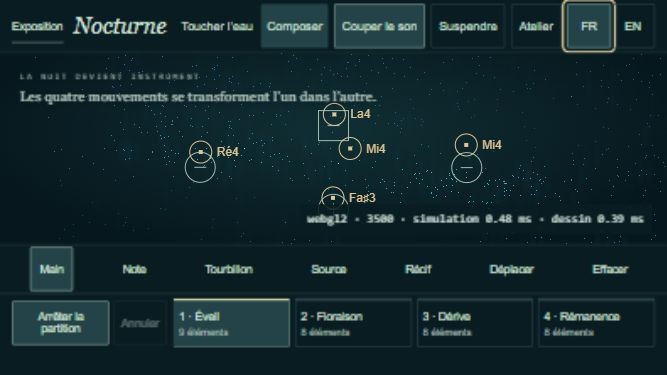 Exposition Nocturne Toucher l'eau Composer Couper le son Suspendre Atelier FR EN
LA NUIT DEVIENT INSTRUMENT
Les quatre mouvements se transforment l'un dans l'autre.
La4
Ré4 Mi4 Mi4
Fa♯3
webgl2 · 3500 · simulation 0.48 ms · dessin 0.39 ms
Main Note Tourbillon Source Récif Déplacer Effacer
Arrêter la
partition
Annuler
1 · Éveil
9 éléments
2 · Floraison
8 éléments
3 · Dérive
8 éléments
4 · Rémanence
8 éléments